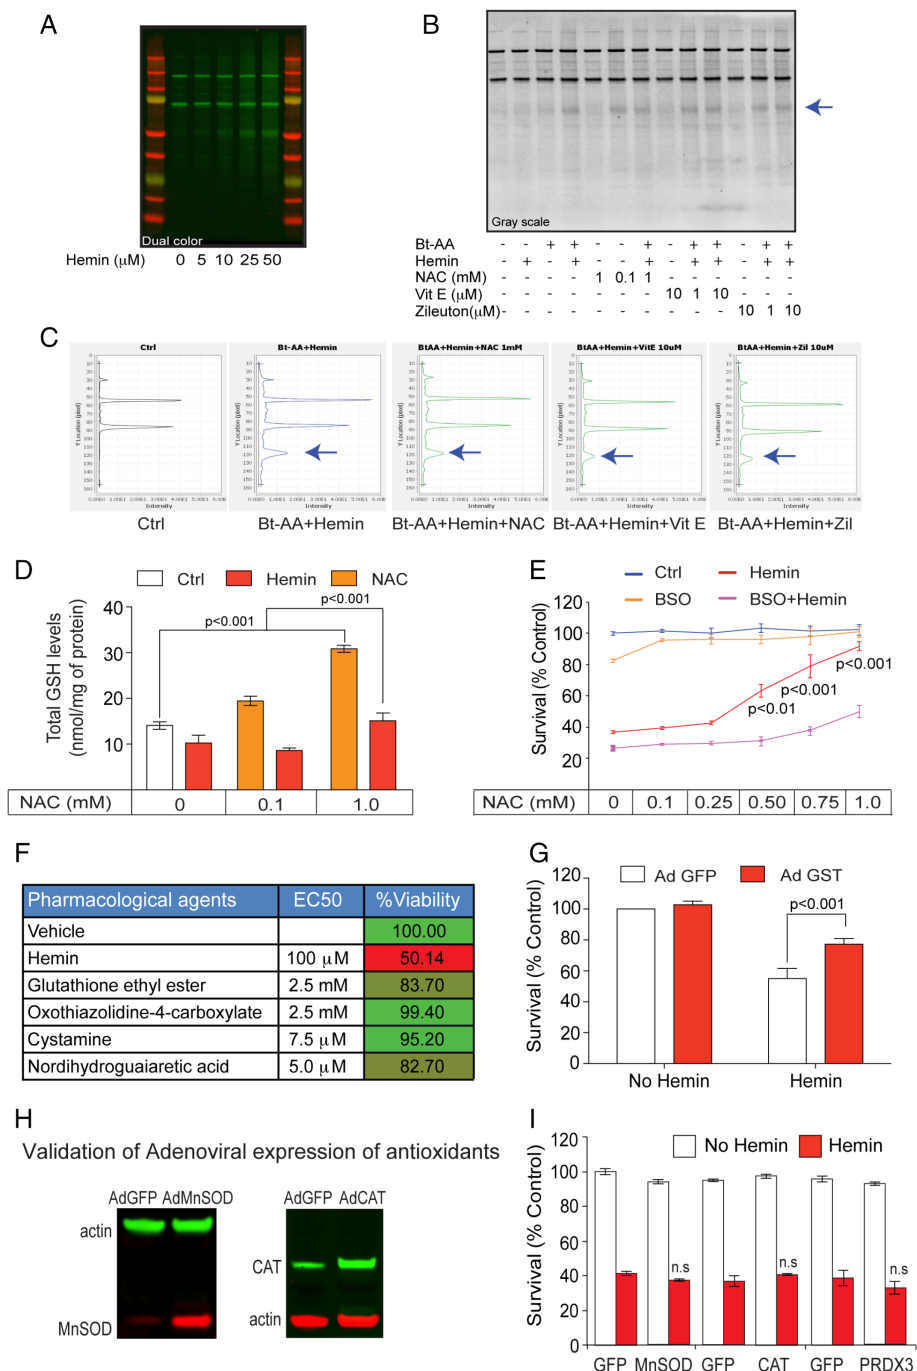 A
Dual color
Hemin (μM) 0 5 10 25 50
B
Gray scale
Bt-AA - - + + - - + - + + - + +
Hemin - + - + - - + - + + - + +
NAC (mM) - - - - 1 0.1 1 - - - - - -
Vit E (μM) - - - - - - - 10 1 10 - - -
Zileuton(μM) - - - - - - - - - - 10 1 10
C
Ctrl
Bt-AA+Hemin
BtAA+Hemin+NAC 1mM
BtAA+Hemin+VitE 10uM
BtAA+Hemin+Zil 10uM
Y Location (pixel)
Intensity
Ctrl
Bt-AA+Hemin
Bt-AA+Hemin+NAC
Bt-AA+Hemin+Vit E
Bt-AA+Hemin+Zil
D
Ctrl Hemin NAC
Total GSH levels
(nmol/mg of protein)
40
30
20
10
p<0.001
p<0.001
NAC (mM) 0 0.1 1.0
E
Ctrl Hemin
BSO BSO+Hemin
Survival (% Control)
120
100
80
60
40
20
p<0.01
p<0.001
p<0.001
NAC (mM) 0 0.1 0.25 0.50 0.75 1.0
F
Pharmacological agents EC50 %Viability
Vehicle 100.00
Hemin 100 μM 50.14
Glutathione ethyl ester 2.5 mM 83.70
Oxothiazolidine-4-carboxylate 2.5 mM 99.40
Cystamine 7.5 μM 95.20
Nordihydroguaiaretic acid 5.0 μM 82.70
G
Ad GFP Ad GST
Survival (% Control)
120
100
80
60
40
20
0
p<0.001
No Hemin Hemin
H
Validation of Adenoviral expression of antioxidants
AdGFP AdMnSOD
actin
MnSOD
AdGFP AdCAT
CAT
actin
I
No Hemin Hemin
Survival (% Control)
120
100
80
60
40
20
0
n.s
n.s
n.s
GFP MnSOD GFP CAT GFP PRDX3